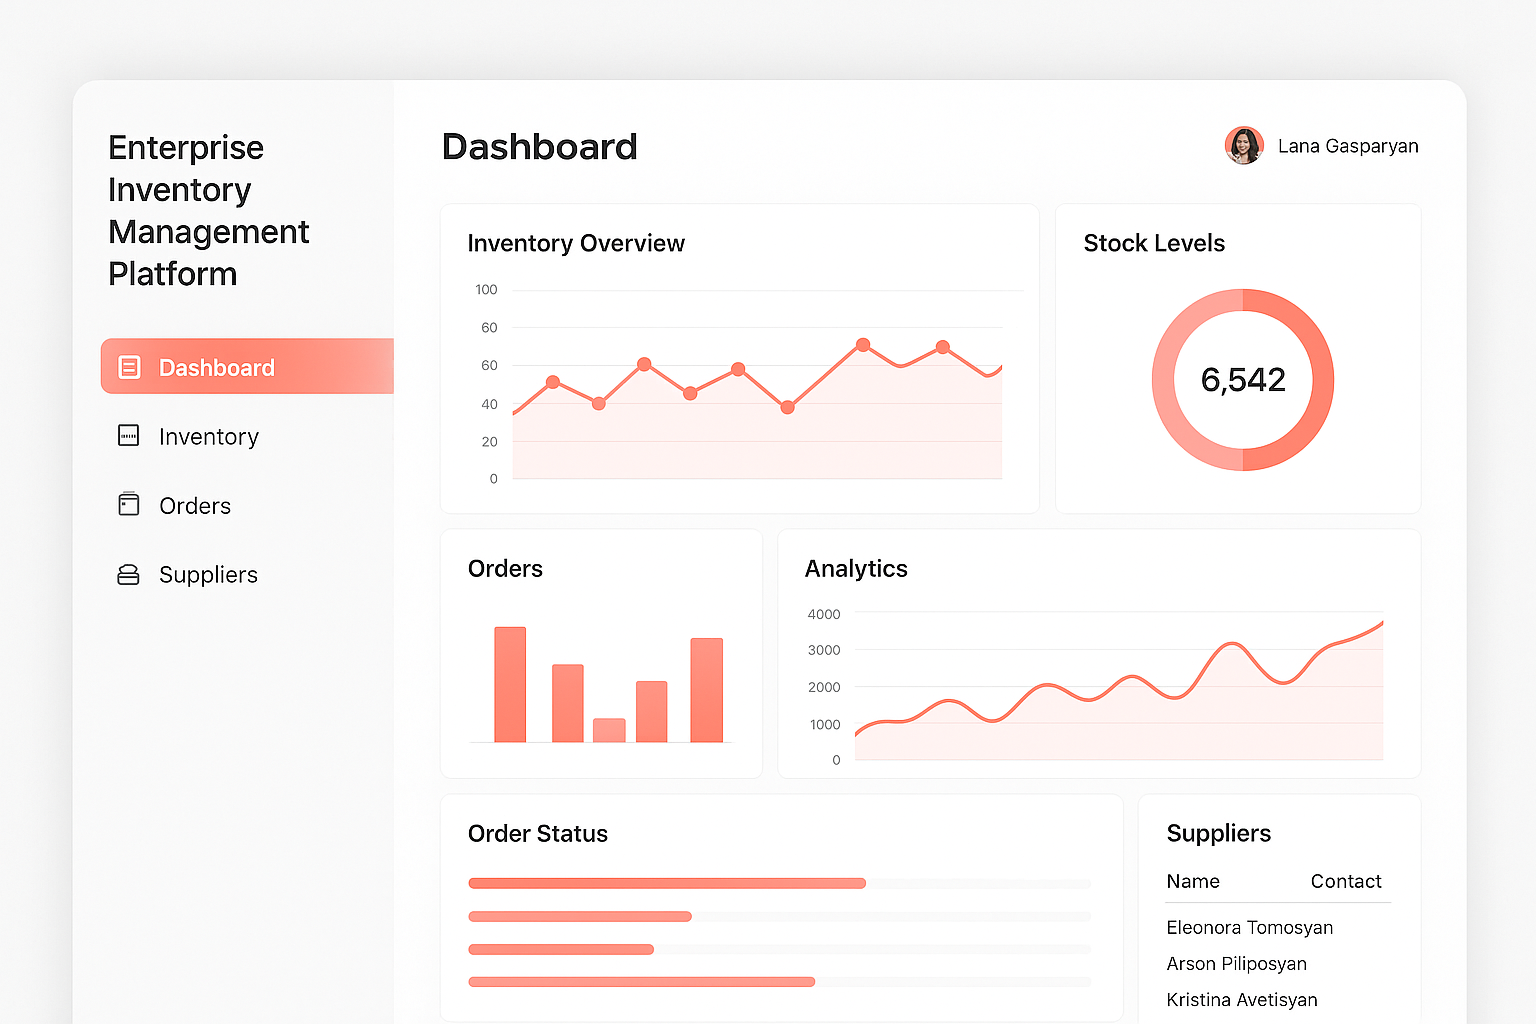 Enterprise
Inventory
Management
Platform
Dashboard
Inventory
Orders
Suppliers
Dashboard
Lana Gasparyan
Inventory Overview
100
60
60
40
20
0
Stock Levels
6,542
Orders
Analytics
4000
3000
2000
1000
0
Order Status
Suppliers
Name Contact
Eleonora Tomosyan
Arson Piliposyan
Kristina Avetisyan